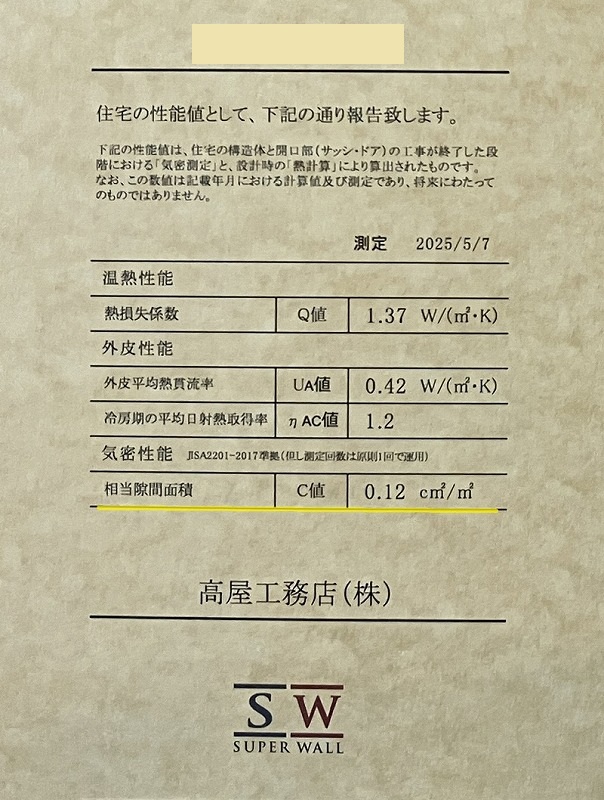 住宅の性能値として、下記の通り報告致します。
下記の性能値は、住宅の構造体と開口部(サッシ・ドア)の工事が終了した段
階における「気密測定」と、設計時の「熱計算」により算出されたものです。
なお、この数値は記載年月における計算値及び測定であり、将来にわたって
のものではありません。
測定 2025/5/7
温熱性能
熱損失係数 Q値 1.37 W/(㎡・K)
外皮性能
外皮平均熱貫流率 UA値 0.42 W/(㎡・K)
冷房期の平均日射熱取得率 η AC値 1.2
気密性能 JISA2201-2017準拠(但し測定回数は原則1回で運用)
相当隙間面積 C値 0.12 c㎡/㎡
高屋工務店(株)
S W
SUPER WALL